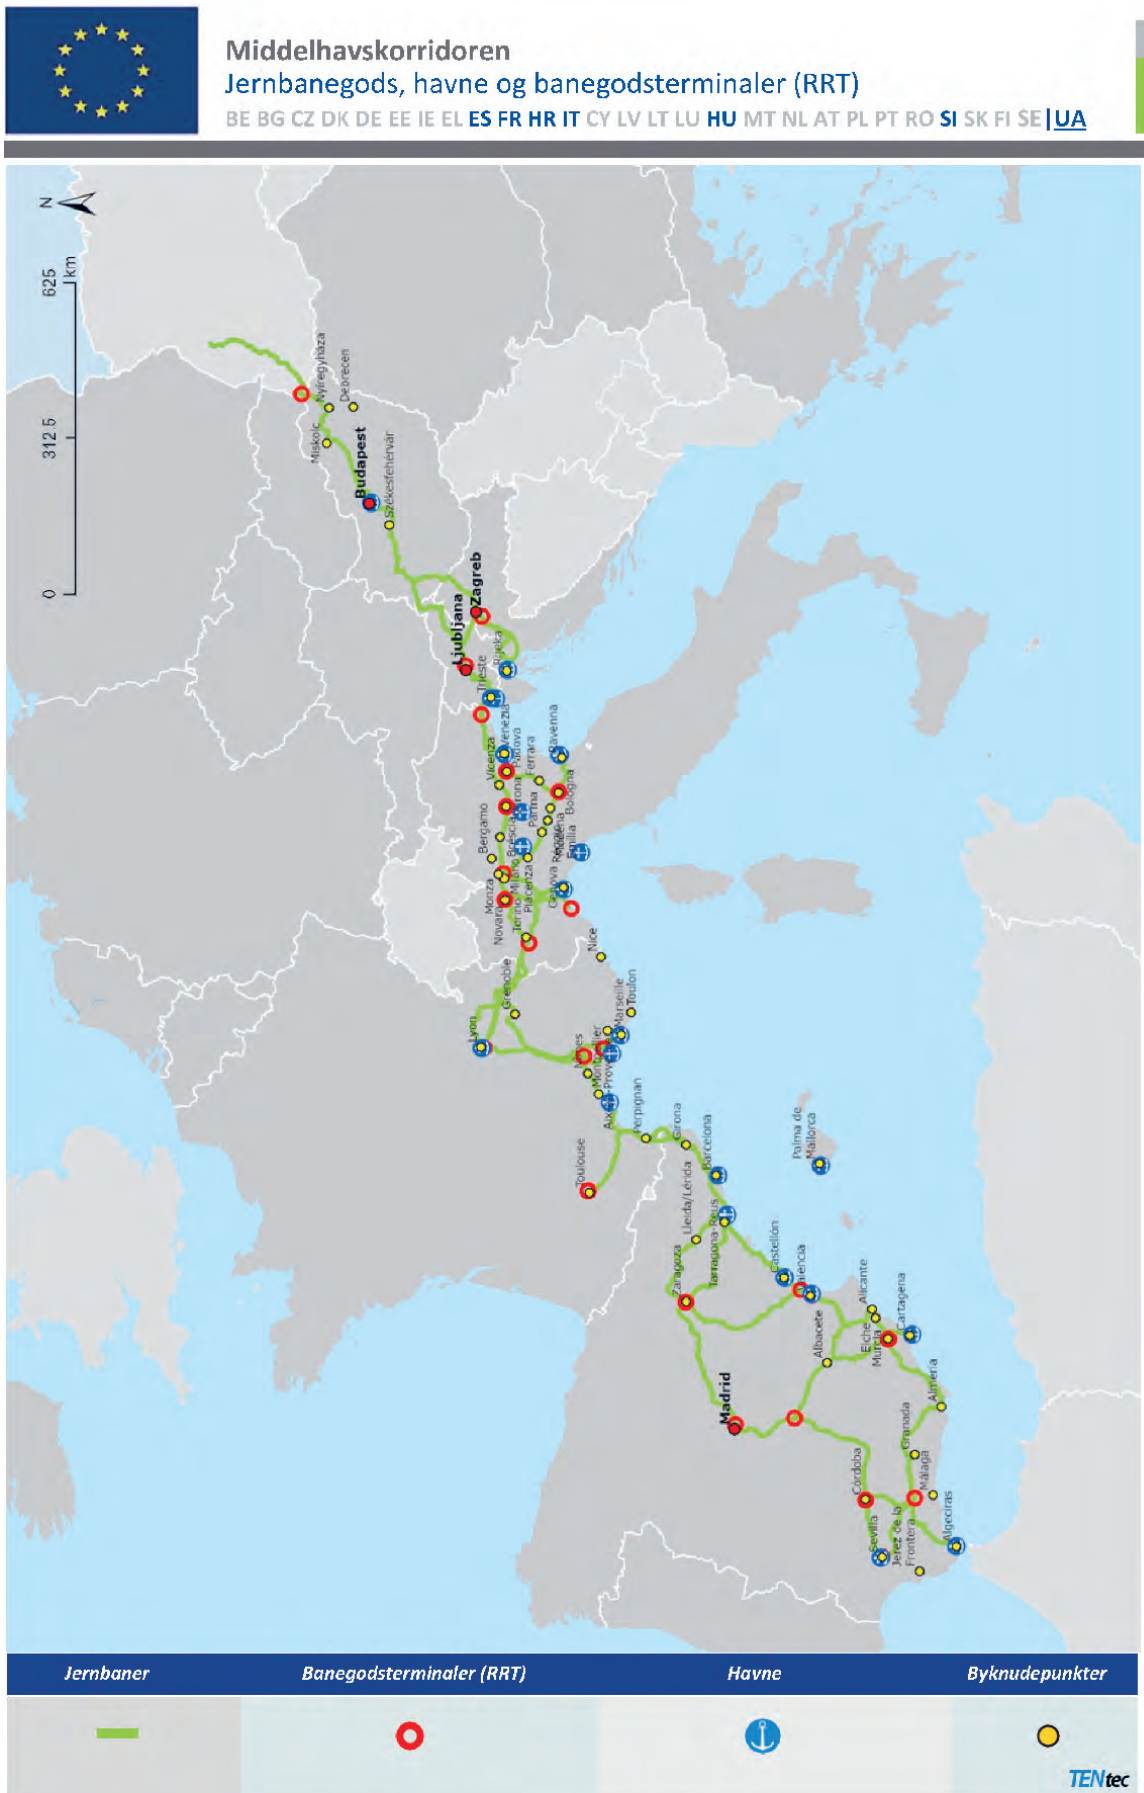 Middelhavskorridoren
Jernbanegods, havne og banegodsterminaler (RRT)
BE BG CZ DK DE EE IE EL ES FR HR IT CY LV LT LU HU MT NL AT PL PT RO SI SK FI SE | UA
N
0 312.5 625
km
Nyíregyháza
Debrecen
Miskolc
Budapest
Székesfehérvár
Zagreb
Ljubljana
Rijeka
Trieste
Venézia
Padova
Vicenza
Ferrara
Ravenna
Bologna
Parma
Bergamo
Bréscia
Reggio
Emilia
Monza
Milano
Piacenza
Novara
Torino
Genova
Nice
Grenoble
Lyon
Toulon
Marseille
Perpignan
Girona
Toulouse
Barcelona
Lleida/Lérida
Tarragona-Reus
Palma de
Mallorca
Zaragoza
Castellón
Valencia
Alicante
Elche
Murcia
Cartagena
Albacete
Madrid
Almería
Granada
Málaga
Córdoba
Sevilla
Jerez de la
Frontera
Algeciras
Jernbaner Banegodsterminaler (RRT) Havne Byknudepunkter
TENtec